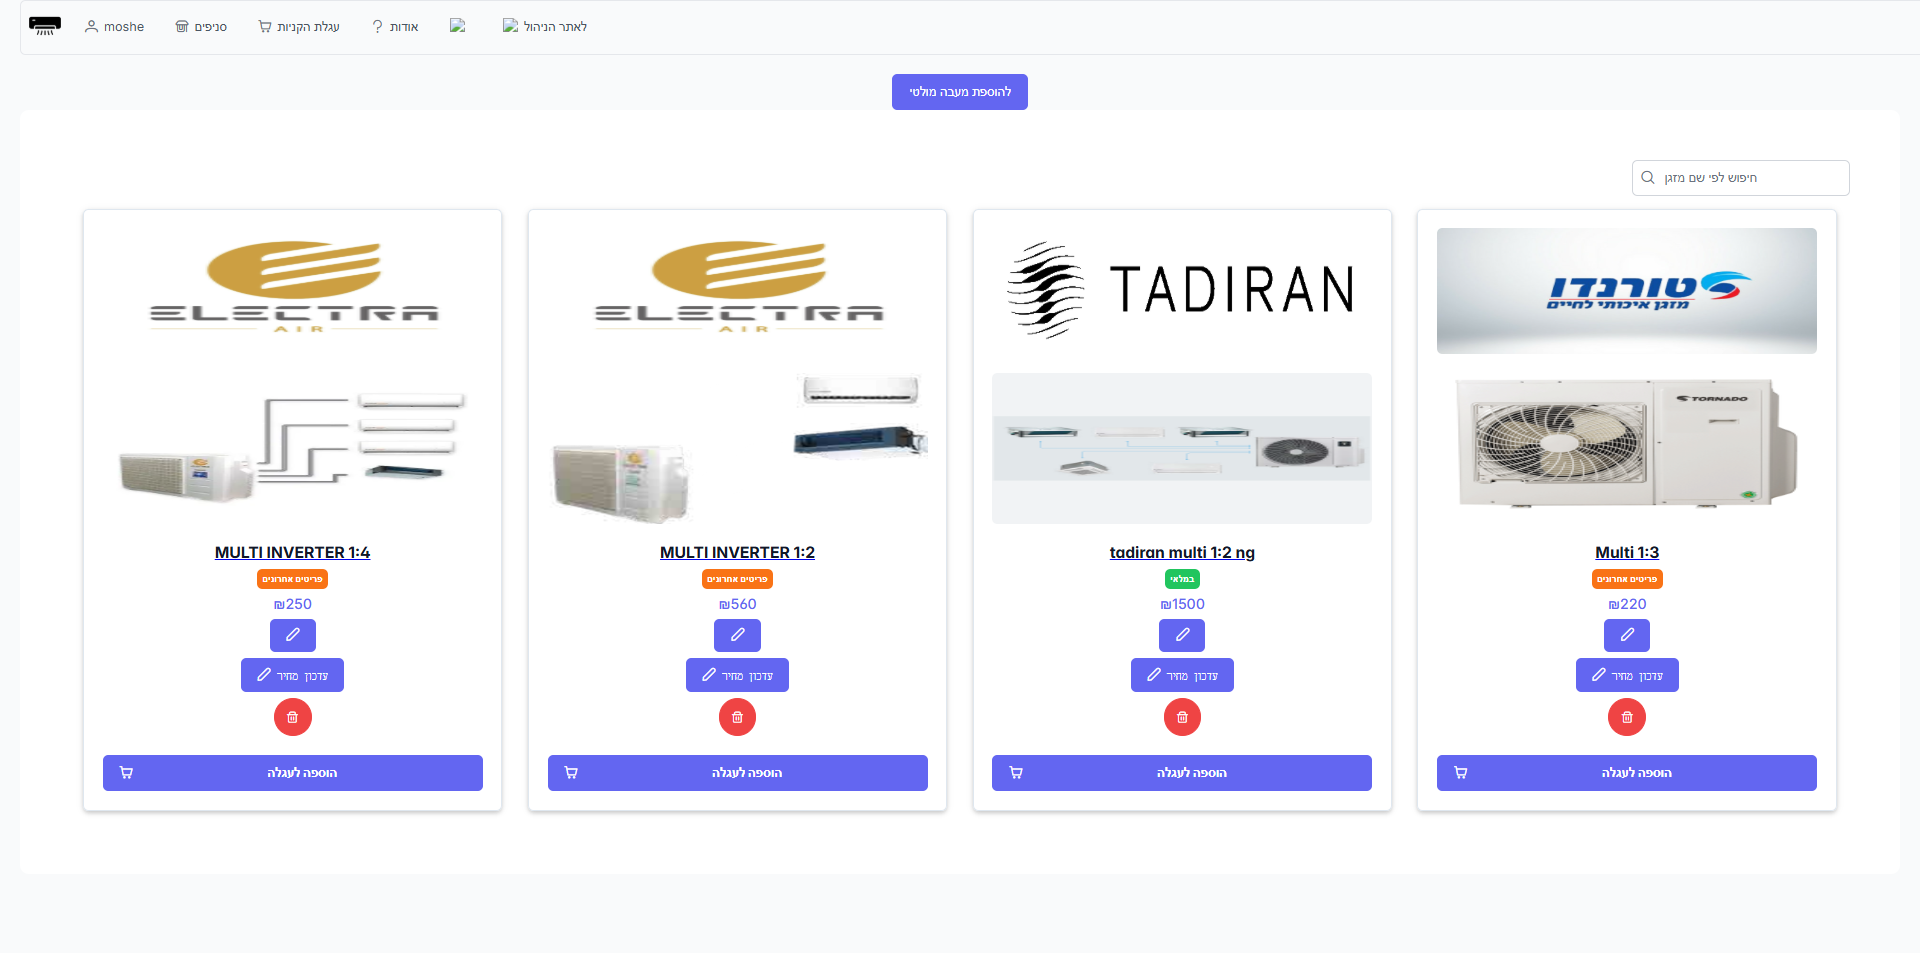 moshe
סניפים
עגלת הקניות
אודות
לאתר הניהול
להוספת מעבה מולטי
חיפוש לפי שם מזגן
ELECTRA
AIR
MULTI INVERTER 1:4
פריטים אחרונים
₪250
עדכון מחיר
הוספה לעגלה
ELECTRA
AIR
MULTI INVERTER 1:2
פריטים אחרונים
₪560
עדכון מחיר
הוספה לעגלה
TADIRAN
tadiran multi 1:2 ng
במלאי
₪1500
עדכון מחיר
הוספה לעגלה
טורנדו
מזגן איכותי לחיים
TORNADO
Multi 1:3
פריטים אחרונים
₪220
עדכון מחיר
הוספה לעגלה